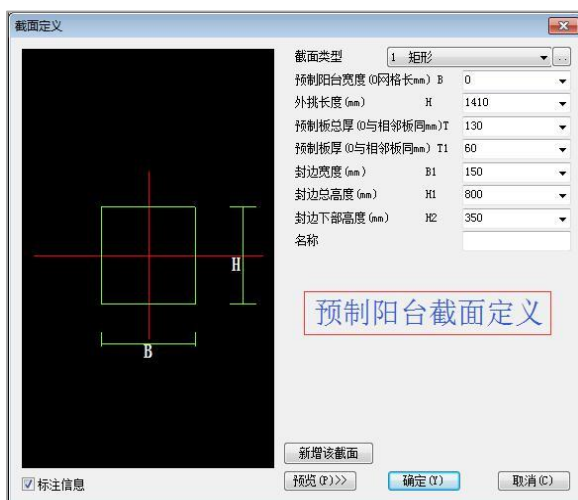 截面定义
截面类型 1 矩形 ..
预制阳台宽度(0网格长mm) B 0
外挑长度(mm) H 1410
预制板总厚(0与相邻板同mm)T 130
预制板厚(0与相邻板同mm) T1 60
封边宽度(mm) B1 150
封边总高度(mm) H1 800
封边下部高度(mm) H2 350
名称
H
B
预制阳台截面定义
新增该截面
标注信息 预览(P)>> 确定(Y) 取消(C)